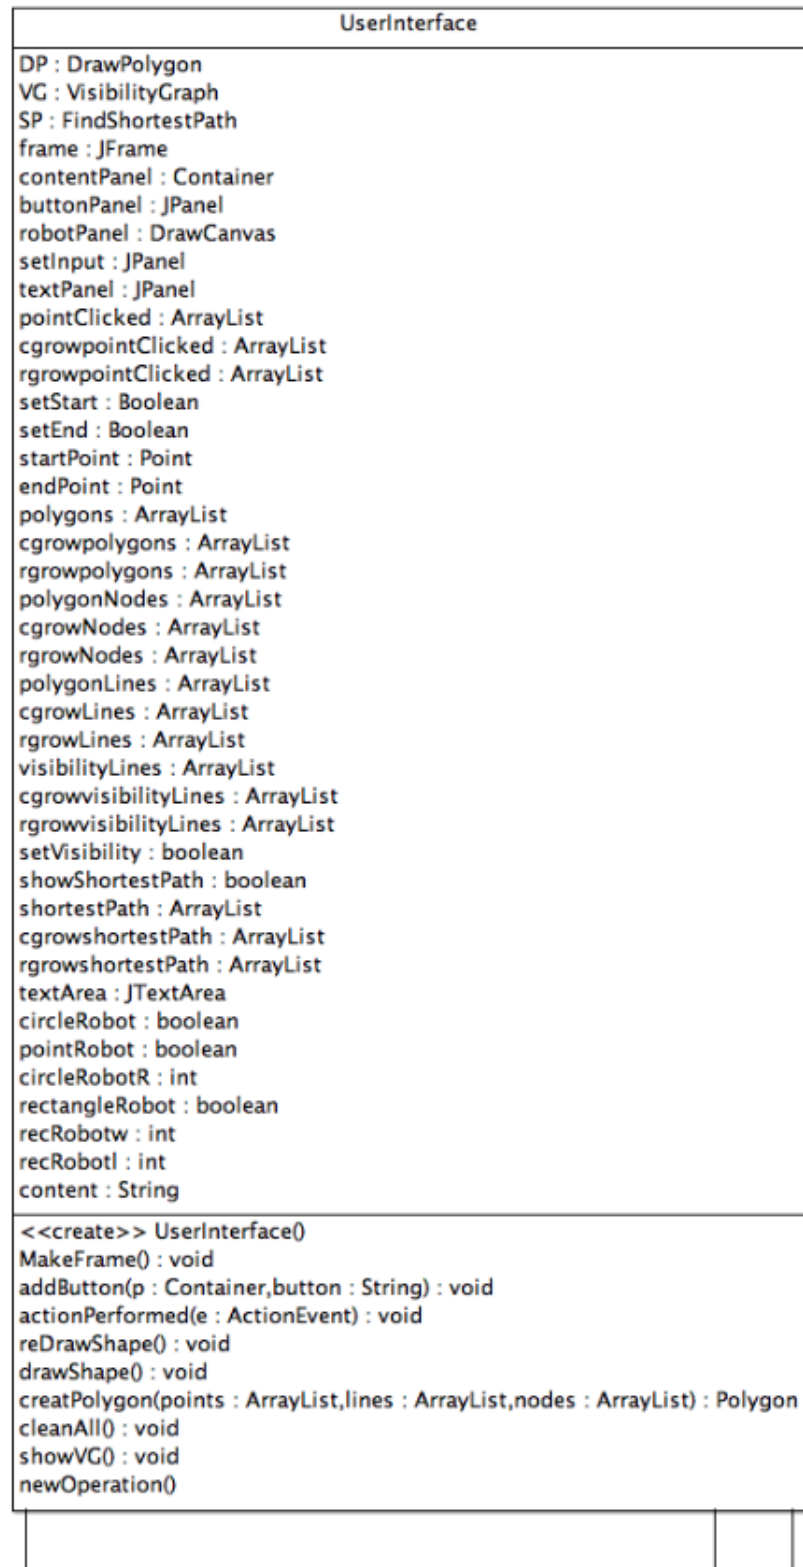 UserInterface
DP : DrawPolygon
VG : VisibilityGraph
SP : FindShortestPath
frame : JFrame
contentPanel : Container
buttonPanel : JPanel
robotPanel : DrawCanvas
setInput : JPanel
textPanel : JPanel
pointClicked : ArrayList
cgrowpointClicked : ArrayList
rgrowpointClicked : ArrayList
setStart : Boolean
setEnd : Boolean
startPoint : Point
endPoint : Point
polygons : ArrayList
cgrowpolygons : ArrayList
rgrowpolygons : ArrayList
polygonNodes : ArrayList
cgrowNodes : ArrayList
rgrowNodes : ArrayList
polygonLines : ArrayList
cgrowLines : ArrayList
rgrowLines : ArrayList
visibilityLines : ArrayList
cgrowvisibilityLines : ArrayList
rgrowvisibilityLines : ArrayList
setVisibility : boolean
showShortestPath : boolean
shortestPath : ArrayList
cgrowshortestPath : ArrayList
rgrowshortestPath : ArrayList
textArea : JTextArea
circleRobot : boolean
pointRobot : boolean
circleRobotR : int
rectangleRobot : boolean
recRobotw : int
recRobotl : int
content : String
<<create>> UserInterface()
MakeFrame() : void
addButton(p : Container,button : String) : void
actionPerformed(e : ActionEvent) : void
reDrawShape() : void
drawShape() : void
creatPolygon(points : ArrayList,lines : ArrayList,nodes : ArrayList) : Polygon
cleanAll() : void
showVG() : void
newOperation()